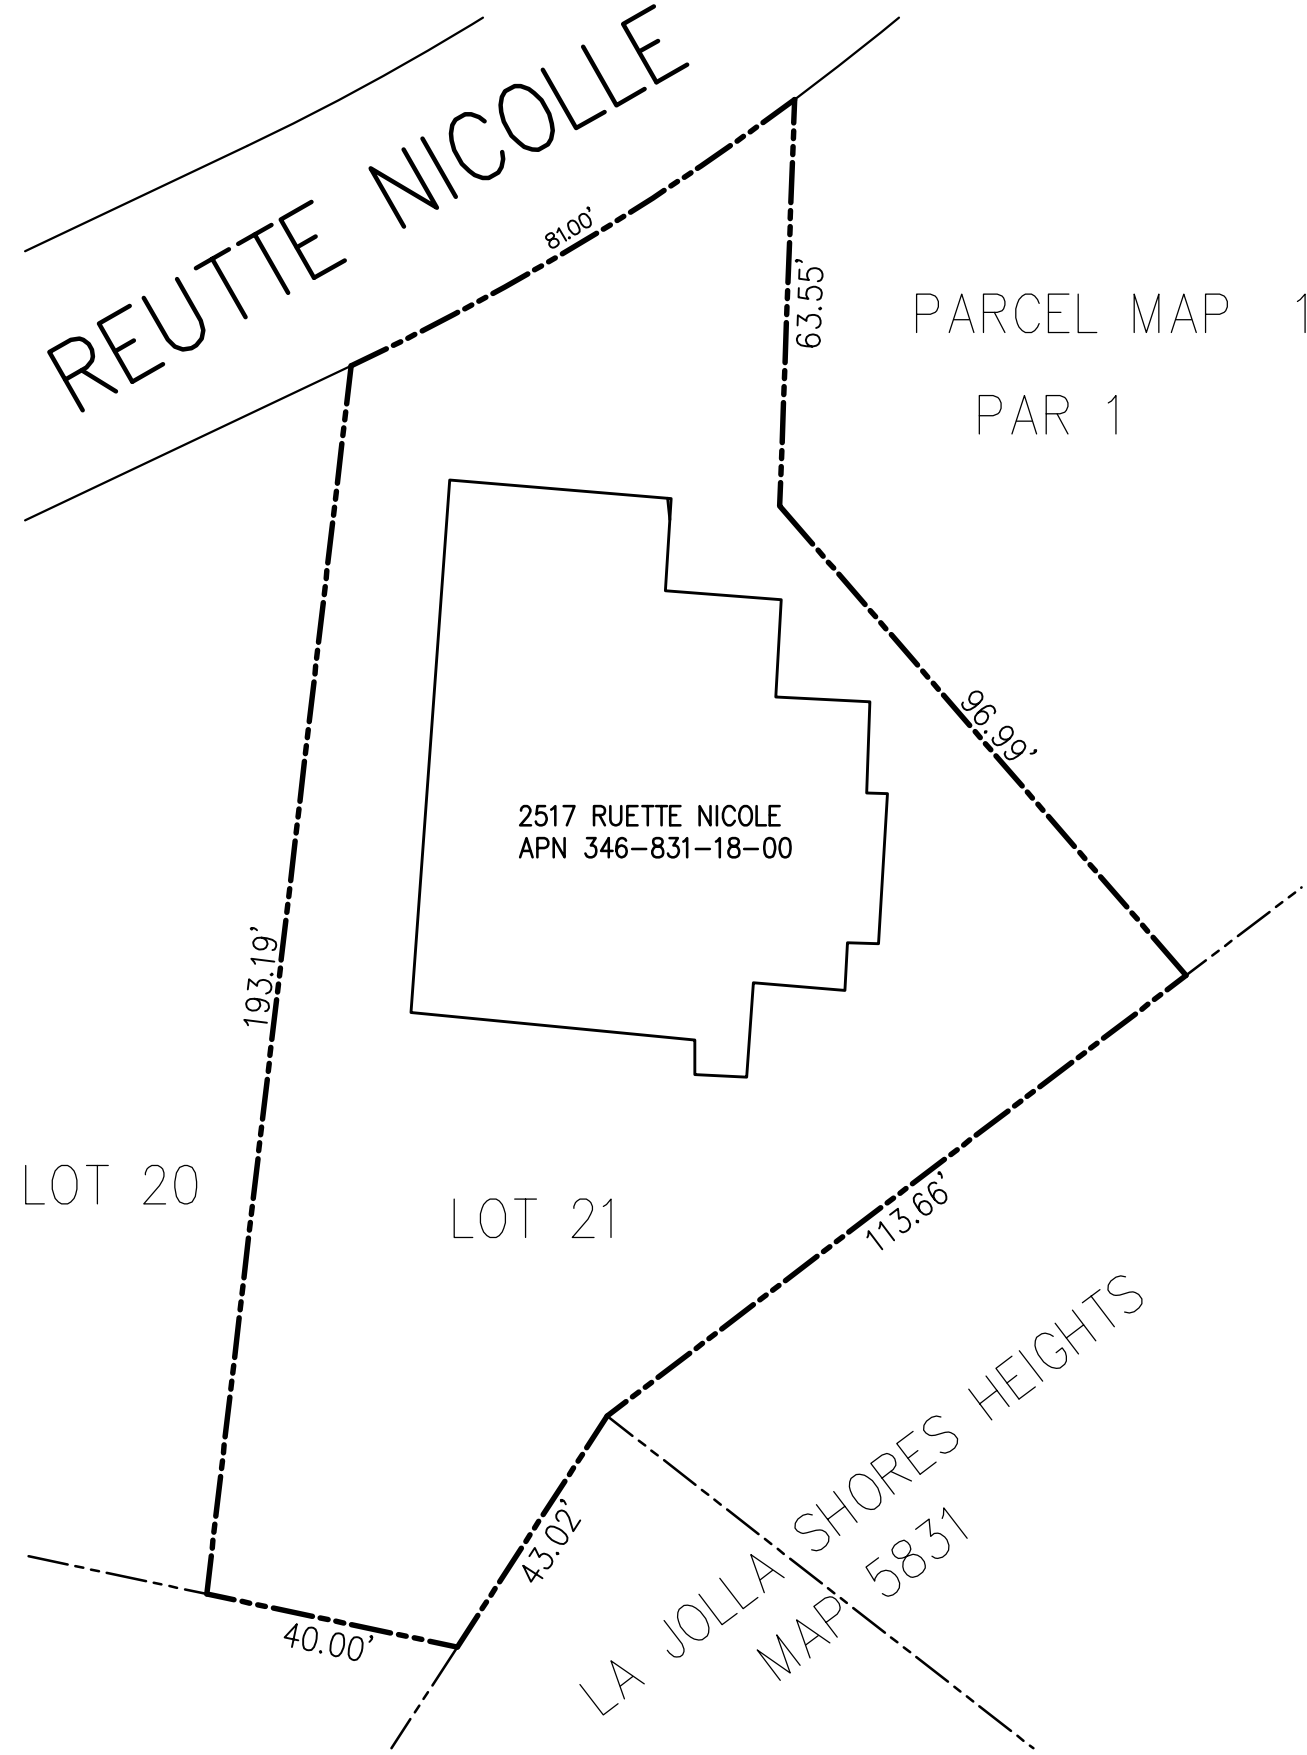 REUTTE NICOLLE
81.00'
63.55'
PARCEL MAP 1
PAR 1
96.99'
2517 RUETTE NICOLE
APN 346-831-18-00
193.19'
LOT 20
LOT 21
113.66'
43.02'
40.00'
LA JOLLA SHORES HEIGHTS
MAP 5831